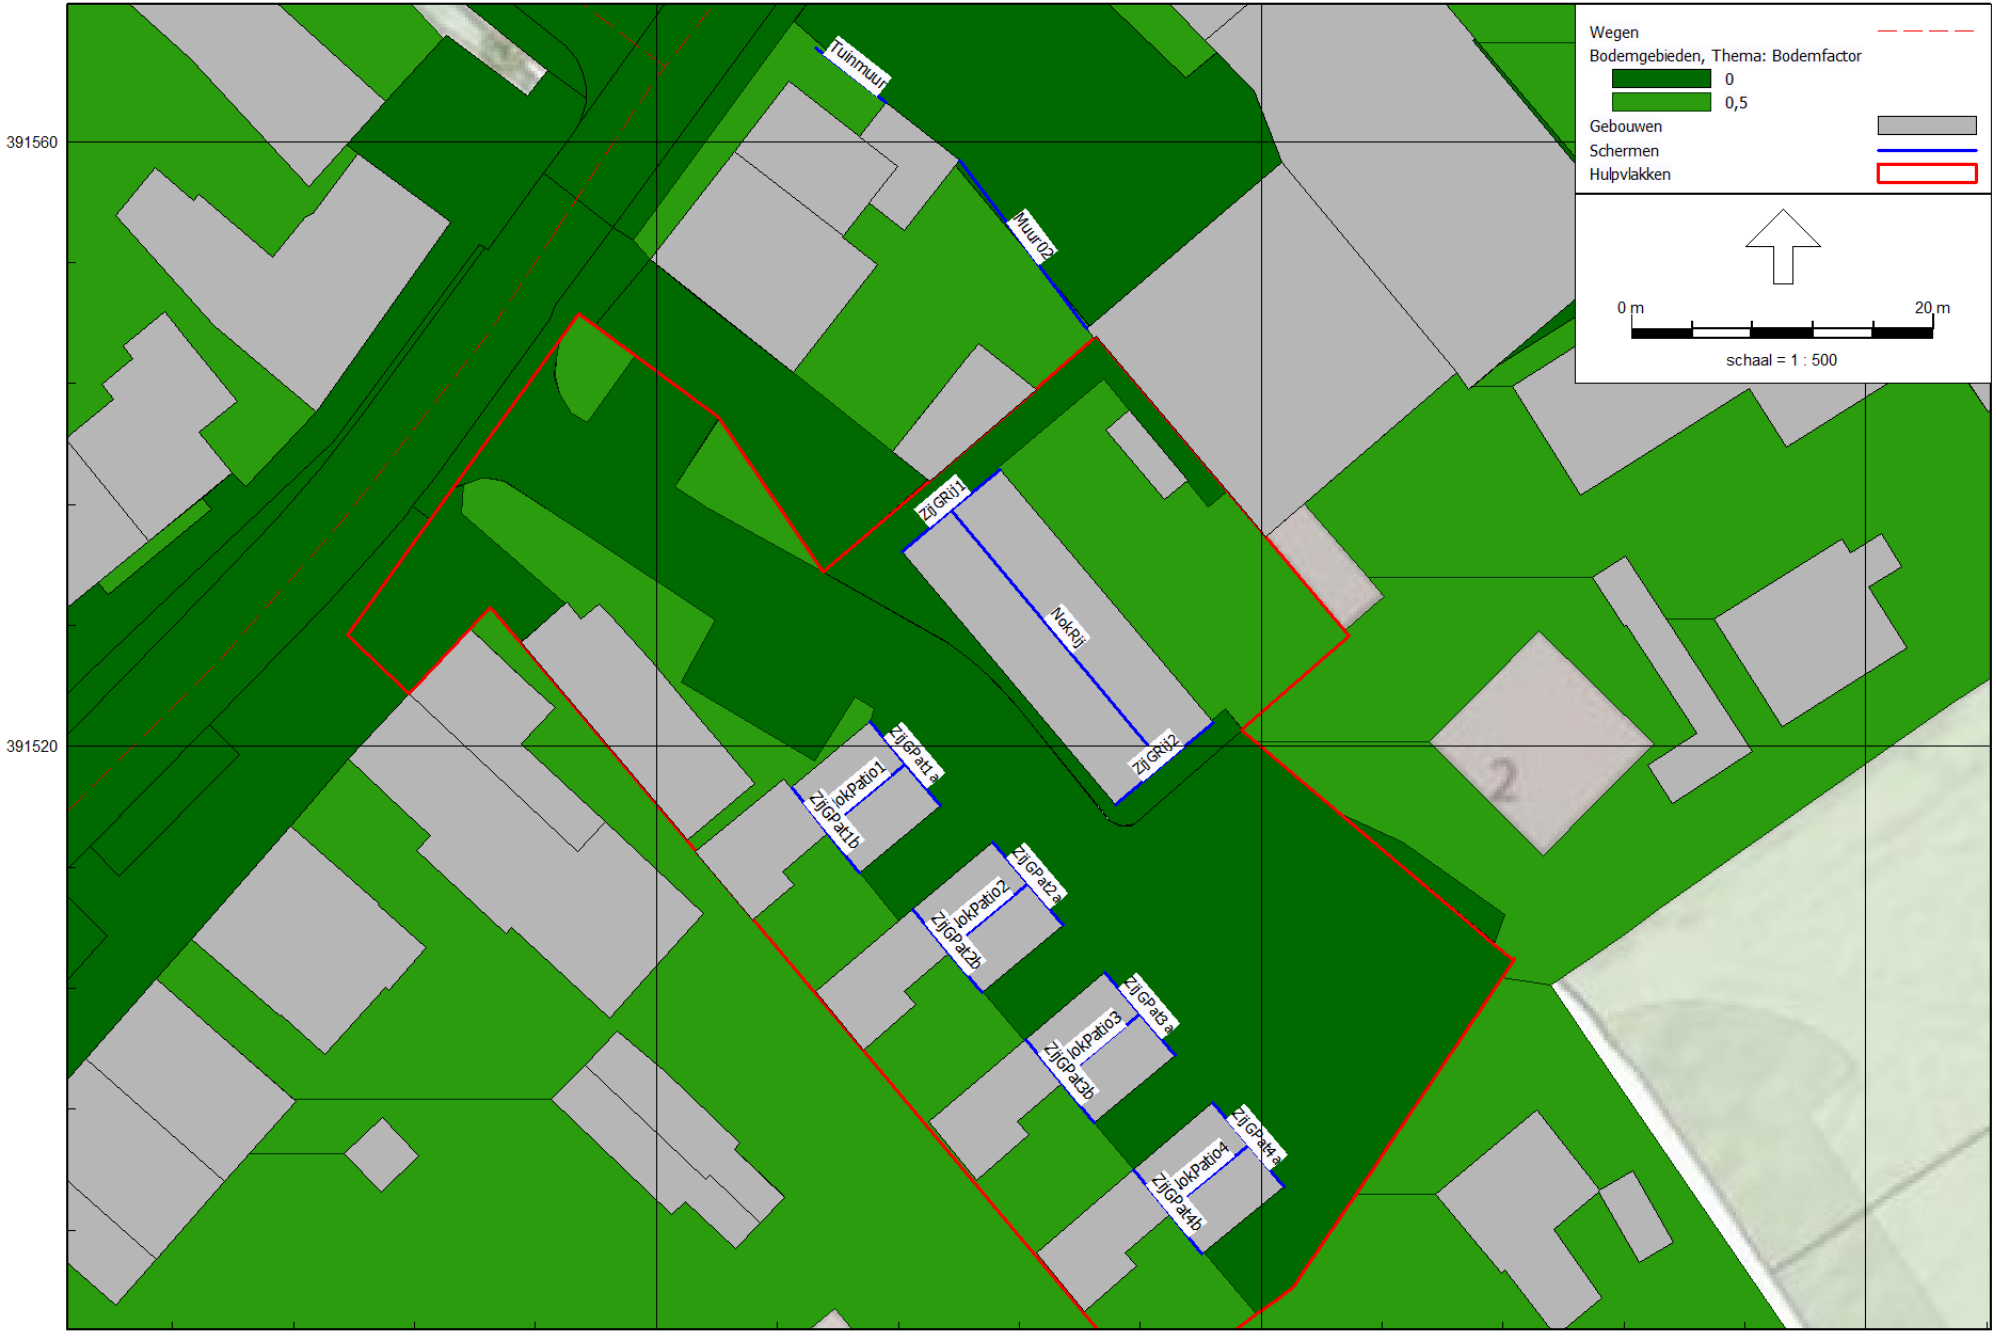 Wegen
Bodemgebieden, Thema: Bodemfactor
0
0,5
Gebouwen
Schermen
Hulpvlakken
0 m 20 m
schaal = 1 : 500
391560
391520
Tuinmuur
Muur02
ZijGRij1
NokRij
ZijGRij2
ZijGPat1a
lokPatio1
ZijGPat1b
ZijGPat2a
lokPatio2
ZijGPat2b
ZijGPat3a
lokPatio3
ZijGPat3b
ZijGPat4a
lokPatio4
ZijGPat4b
2